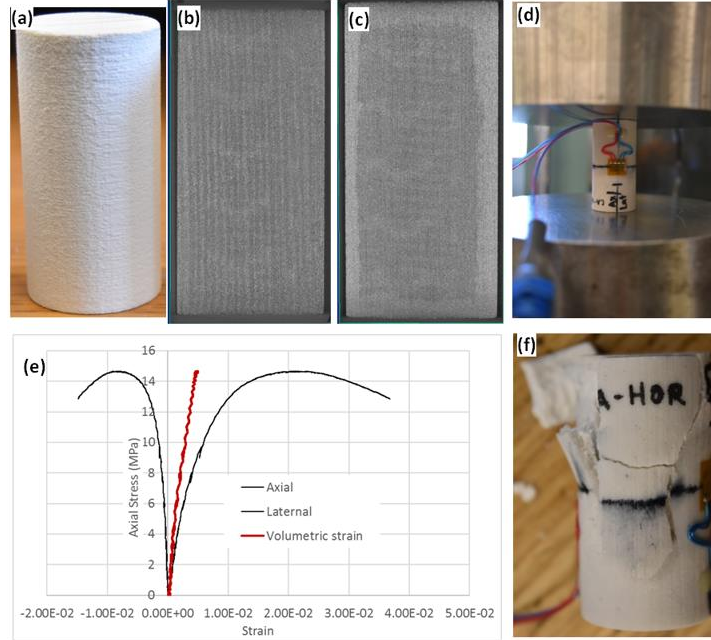 (a)
(b)
(c)
(d)
(e)
16
14
12
10
8
6
4
2
0
Axial Stress (MPa)
Axial
Laternal
Volumetric strain
-2.00E-02 -1.00E-02 0.00E+00 1.00E-02 2.00E-02 3.00E-02 4.00E-02 5.00E-02
Strain
(f)
A-HOR